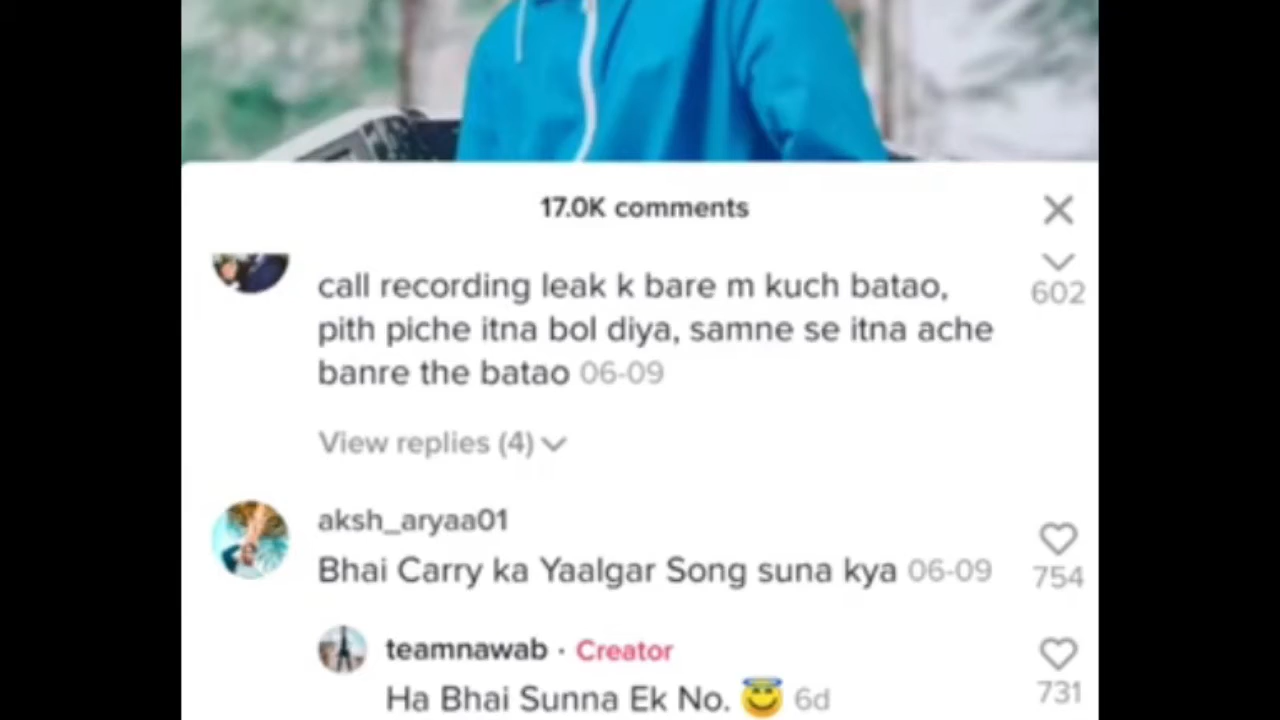 17.0K comments
call recording leak k bare m kuch batao,
602
pith piche itna bol diya, samne se itna ache
banre the batao 06-09
View replies (4)
aksh_aryaa01
Bhai Carry ka Yaalgar Song suna kya 06-09
754
teamnawab · Creator
Ha Bhai Sunna Ek No. 😇 6d
731